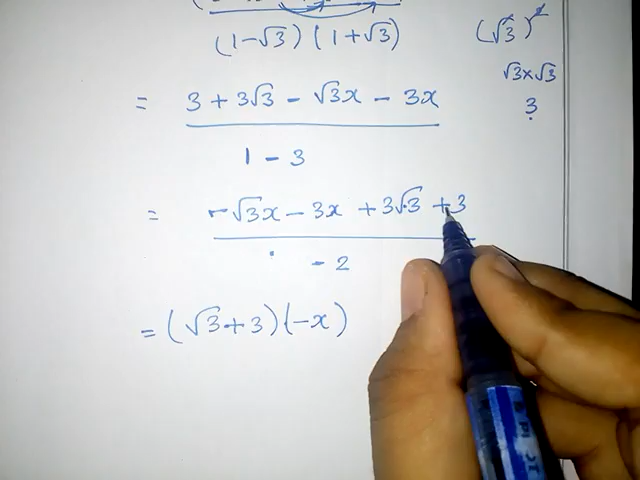 (1-√3) (1+√3)
(√3)²
√3x√3
3
= 3 + 3√3 - √3x - 3x
1 - 3
= -√3x - 3x + 3√3 + 3
- 2
= (√3+3)(-x)